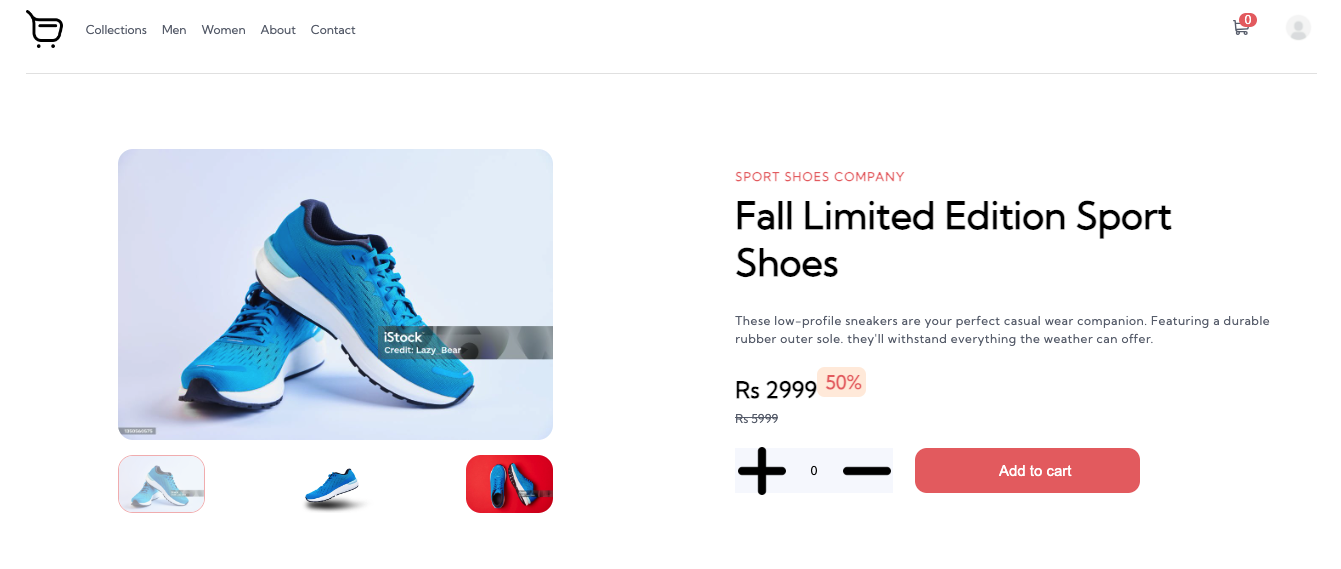 Collections Men Women About Contact
0
SPORT SHOES COMPANY
Fall Limited Edition Sport
Shoes
These low-profile sneakers are your perfect casual wear companion. Featuring a durable
rubber outer sole. they'll withstand everything the weather can offer.
Rs 2999 50%
Rs 5999
0 Add to cart
iStock
Credit: Lazy_Bear